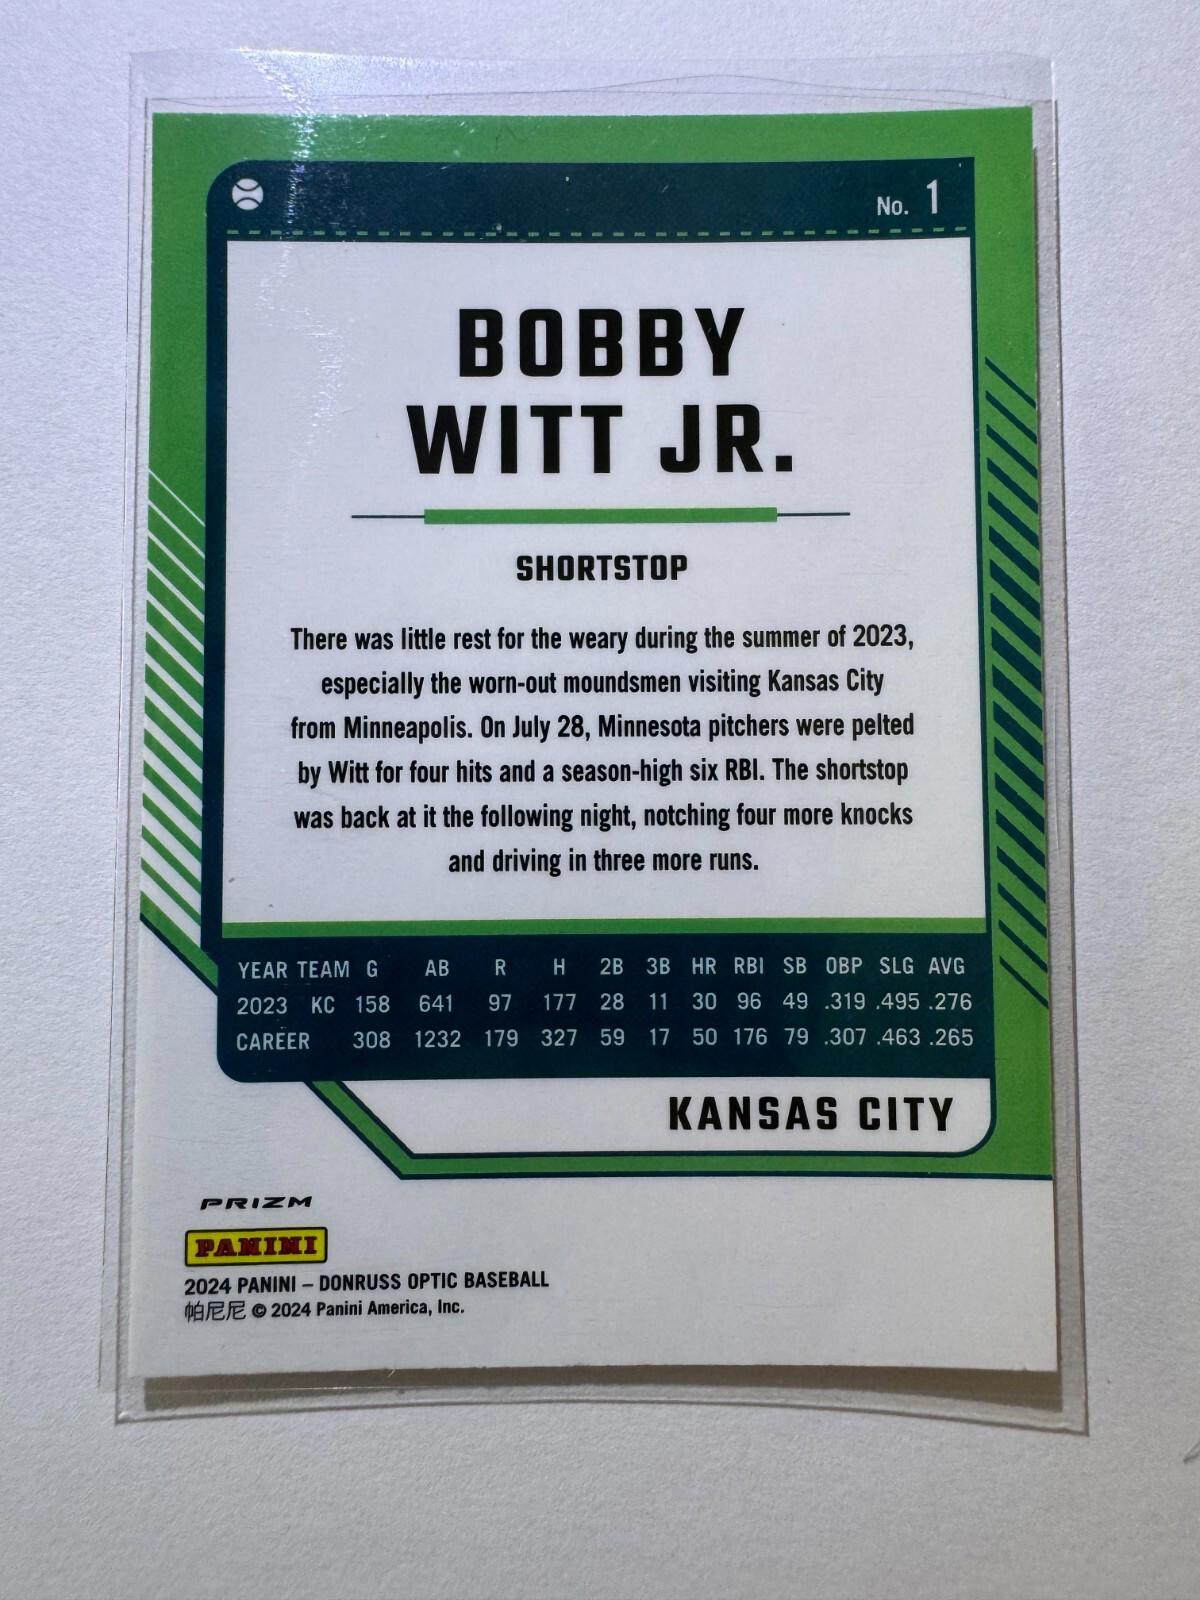 No. 1
BOBBY
WITT JR.
SHORTSTOP
There was little rest for the weary during the summer of 2023,
especially the worn-out moundsmen visiting Kansas City
from Minneapolis. On July 28, Minnesota pitchers were pelted
by Witt for four hits and a season-high six RBI. The shortstop
was back at it the following night, notching four more knocks
and driving in three more runs.
YEAR TEAM G AB R H 2B 3B HR RBI SB OBP SLG AVG
2023 KC 158 641 97 177 28 11 30 96 49 .319 .495 .276
CAREER 308 1232 179 327 59 17 50 176 79 .307 .463 .265
KANSAS CITY
PRIZM
PANINI
2024 PANINI – DONRUSS OPTIC BASEBALL
帕尼尼 © 2024 Panini America, Inc.